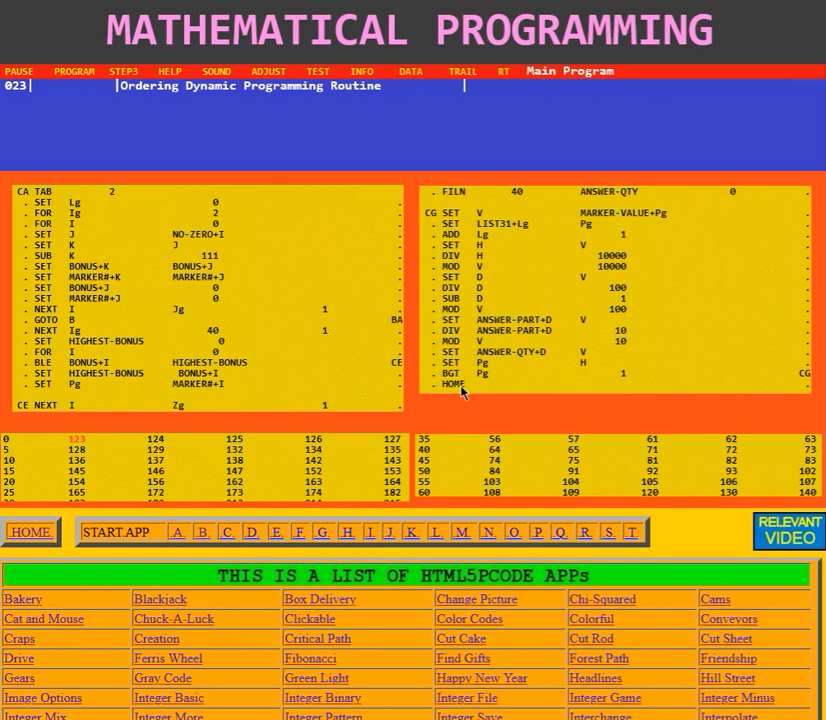 MATHEMATICAL PROGRAMMING
PAUSE PROGRAM STEP3 HELP SOUND ADJUST TEST INFO DATA TRAIL RT Main Program
023| |Ordering Dynamic Programming Routine |
CA TAB 2
. SET Lg 0 .
. FOR Ig 2 .
. FOR I 0 .
. SET J NO-ZERO+I .
. SET K J .
. SUB K 111 .
. SET BONUS+K BONUS+J .
. SET MARKER#+K MARKER#+J .
. SET BONUS+J 0 .
. SET MARKER#+J 0 .
. NEXT I Jg 1 .
. GOTO B BA
. NEXT Ig 40 1 .
. SET HIGHEST-BONUS 0 .
. FOR I 0 .
. BLE BONUS+I HIGHEST-BONUS CE
. SET HIGHEST-BONUS BONUS+I .
. SET Pg MARKER#+I .
CE NEXT I Zg 1 .
. FILN 40 ANSWER-QTY 0 .
CG SET V MARKER-VALUE+Pg .
. SET LIST31+Lg Pg .
. ADD Lg 1 .
. SET H V .
. DIV H 10000 .
. MOD V 10000 .
. SET D V .
. DIV D 100 .
. SUB D 1 .
. MOD V 100 .
. SET ANSWER-PART+D V .
. DIV ANSWER-PART+D 10 .
. MOD V 10 .
. SET ANSWER-QTY+D V .
. SET Pg H .
. BGT Pg 1 CG
. HOME .
0 123 124 125 126 127
5 128 129 132 134 135
10 136 137 138 142 143
15 145 146 147 152 153
20 154 156 162 163 164
25 165 172 173 174 182
35 56 57 61 62 63
40 64 65 71 72 73
45 74 75 81 82 83
50 84 91 92 93 102
55 103 104 105 106 107
60 108 109 120 130 140
.HOME. START.APP .A. .B. .C. .D. .E. .F. .G. .H. .I. .J. .K. .L. .M. .N. .O. .P. .Q. .R. .S. .T.
RELEVANT
VIDEO
THIS IS A LIST OF HTML5PCODE APPs
Bakery Blackjack Box Delivery Change Picture Chi-Squared Cams
Cat and Mouse Chuck-A-Luck Clickable Color Codes Colorful Conveyors
Craps Creation Critical Path Cut Cake Cut Rod Cut Sheet
Drive Ferris Wheel Fibonacci Find Gifts Forest Path Friendship
Gears Gray Code Green Light Happy New Year Headlines Hill Street
Image Options Integer Basic Integer Binary Integer File Integer Game Integer Minus
Integer Mix Integer More Integer Pattern Integer Save Interchange Interpolate